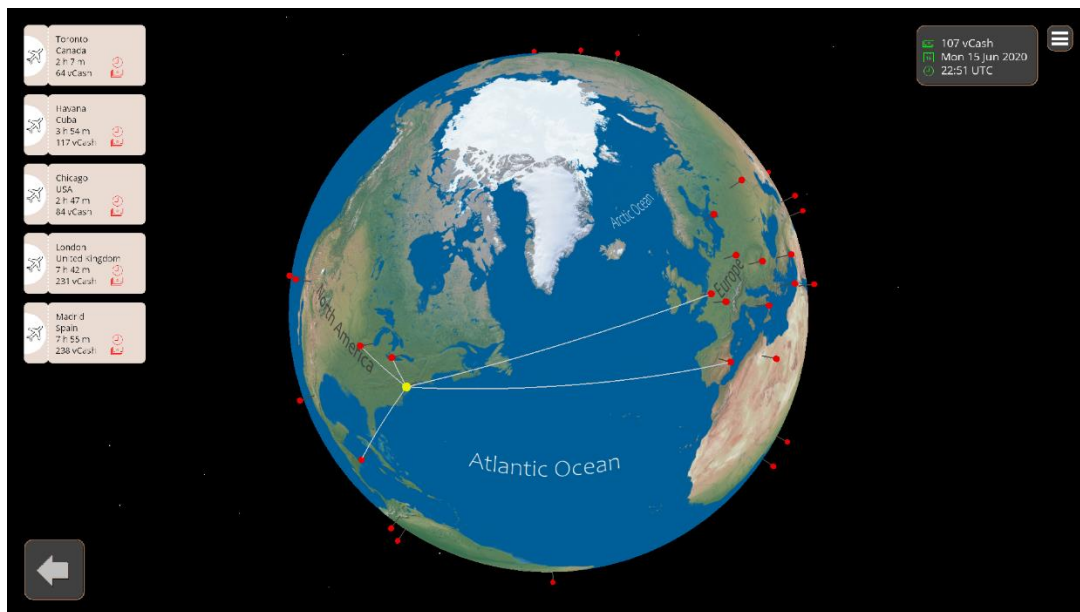 Toronto
Canada
2 h 7 m
64 vCash
Havana
Cuba
3 h 54 m
117 vCash
Chicago
USA
2 h 47 m
84 vCash
London
United Kingdom
7 h 42 m
231 vCash
Madrid
Spain
7 h 55 m
238 vCash
107 vCash
Mon 15 Jun 2020
22:51 UTC
Arctic Ocean
Europe
North America
Atlantic Ocean